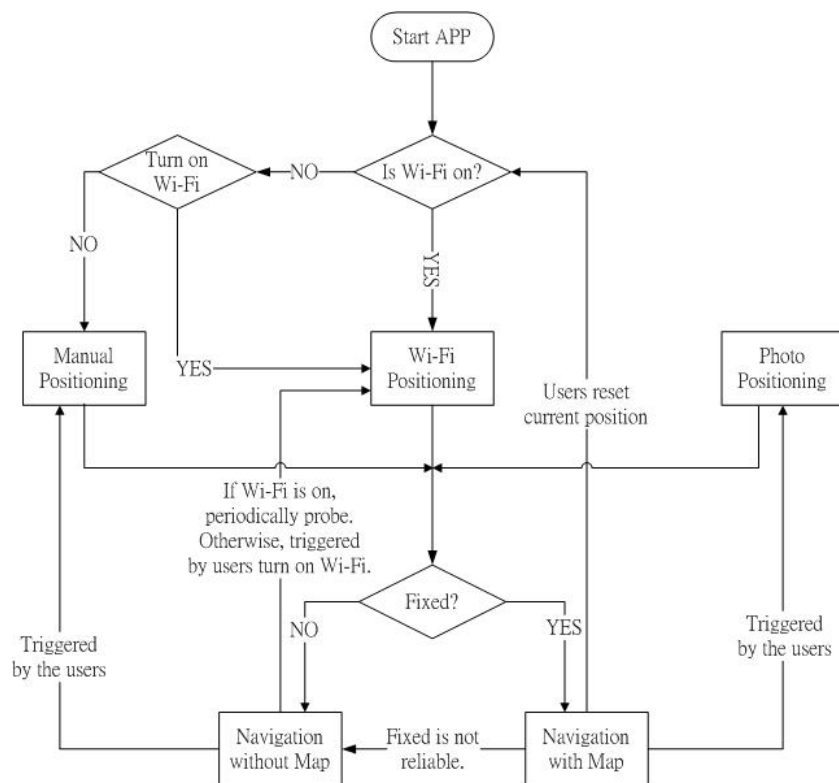 Start APP
Turn on
Wi-Fi
NO
Is Wi-Fi on?
NO
YES
Manual
Positioning
YES
Wi-Fi
Positioning
Photo
Positioning
Users reset
current position
If Wi-Fi is on,
periodically probe.
Otherwise, triggered
by users turn on Wi-Fi.
Fixed?
NO
YES
Triggered
by the users
Triggered
by the users
Navigation
without Map
Fixed is not
reliable.
Navigation
with Map